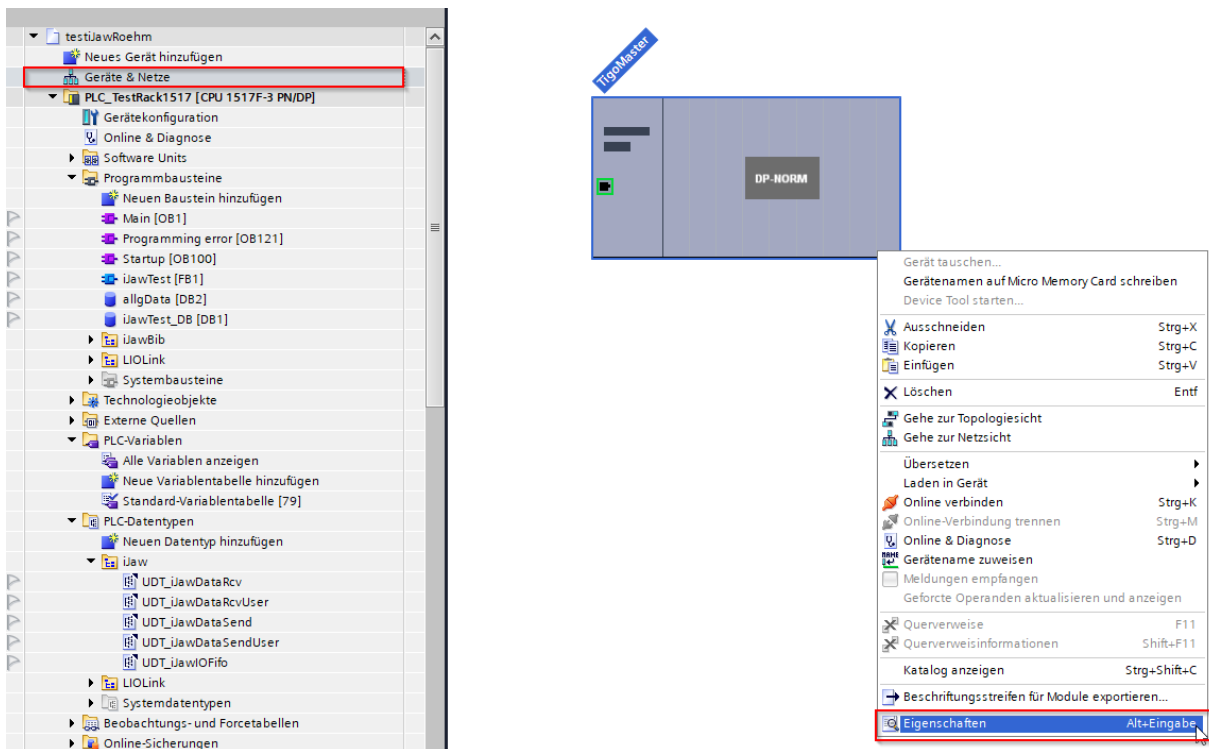 testiJawRoehm
Neues Gerät hinzufügen
Geräte & Netze
PLC_TestRack1517 [CPU 1517F-3 PN/DP]
Gerätekonfiguration
Online & Diagnose
Software Units
Programmbausteine
Neuen Baustein hinzufügen
Main [OB1]
Programming error [OB121]
Startup [OB100]
iJawTest [FB1]
allgData [DB2]
iJawTest_DB [DB1]
iJawBib
LIOLink
Systembausteine
Technologieobjekte
Externe Quellen
PLC-Variablen
Alle Variablen anzeigen
Neue Variablentabelle hinzufügen
Standard-Variablentabelle [79]
PLC-Datentypen
Neuen Datentyp hinzufügen
iJaw
UDT_iJawDataRcv
UDT_iJawDataRcvUser
UDT_iJawDataSend
UDT_iJawDataSendUser
UDT_iJawIOFifo
LIOLink
Systemdatentypen
Beobachtungs- und Forcetabellen
Online-Sicherungen
TigoMaster
DP-NORM
Gerät tauschen...
Gerätenamen auf Micro Memory Card schreiben
Device Tool starten...
Ausschneiden Strg+X
Kopieren Strg+C
Einfügen Strg+V
Löschen Entf
Gehe zur Topologiesicht
Gehe zur Netzsicht
Übersetzen
Laden in Gerät
Online verbinden Strg+K
Online-Verbindung trennen Strg+M
Online & Diagnose Strg+D
NAME Gerätename zuweisen
Meldungen empfangen
Geforcte Operanden aktualisieren und anzeigen
Querverweise F11
Querverweisinformationen Shift+F11
Katalog anzeigen Strg+Shift+C
Beschriftungsstreifen für Module exportieren...
Eigenschaften Alt+Eingabe